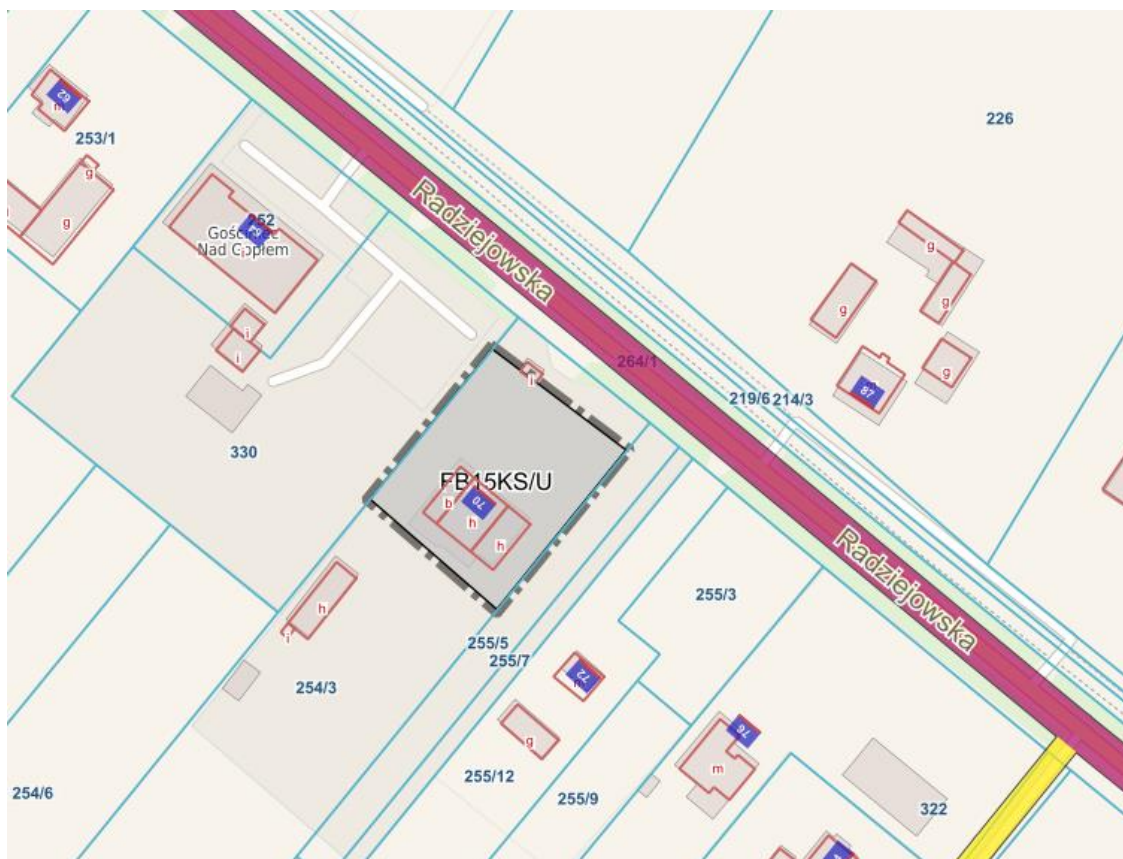 62
m
253/1
g
g
252
Gościniec
Nad Gopłem
i
i
330
Radziejowska
226
g
g
g
g
87
264/1
219/6
214/3
i
FB15KS/U
70
b
h
h
h
i
254/3
255/5
255/7
255/3
72
g
255/12
255/9
76
m
Radziejowska
322
254/6